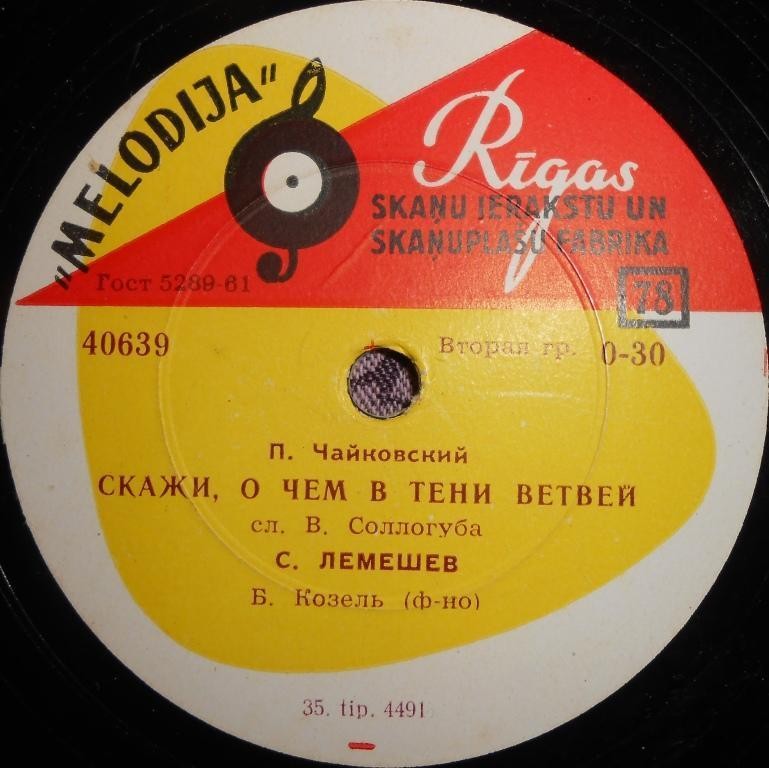 „MELODIJA"
Rīgas
SKAŅU IERAKSTU UN
SKAŅUPLAŠU FABRIKA
Гост 5289-61
78
40639
Вторая гр. 0-30
П. Чайковский
СКАЖИ, О ЧЕМ В ТЕНИ ВЕТВЕЙ
сл. В. Соллогуба
С. ЛЕМЕШЕВ
Б. Козель (ф-но)
35. tip. 4491